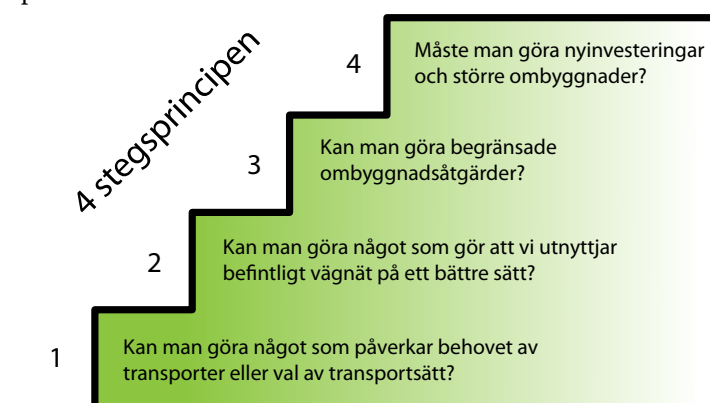 4 stegsprincipen
4
Måste man göra nyinvesteringar
och större ombyggnader?
3
Kan man göra begränsade
ombyggnadsåtgärder?
2
Kan man göra något som gör att vi utnyttjar
befintligt vägnät på ett bättre sätt?
1
Kan man göra något som påverkar behovet av
transporter eller val av transportsätt?